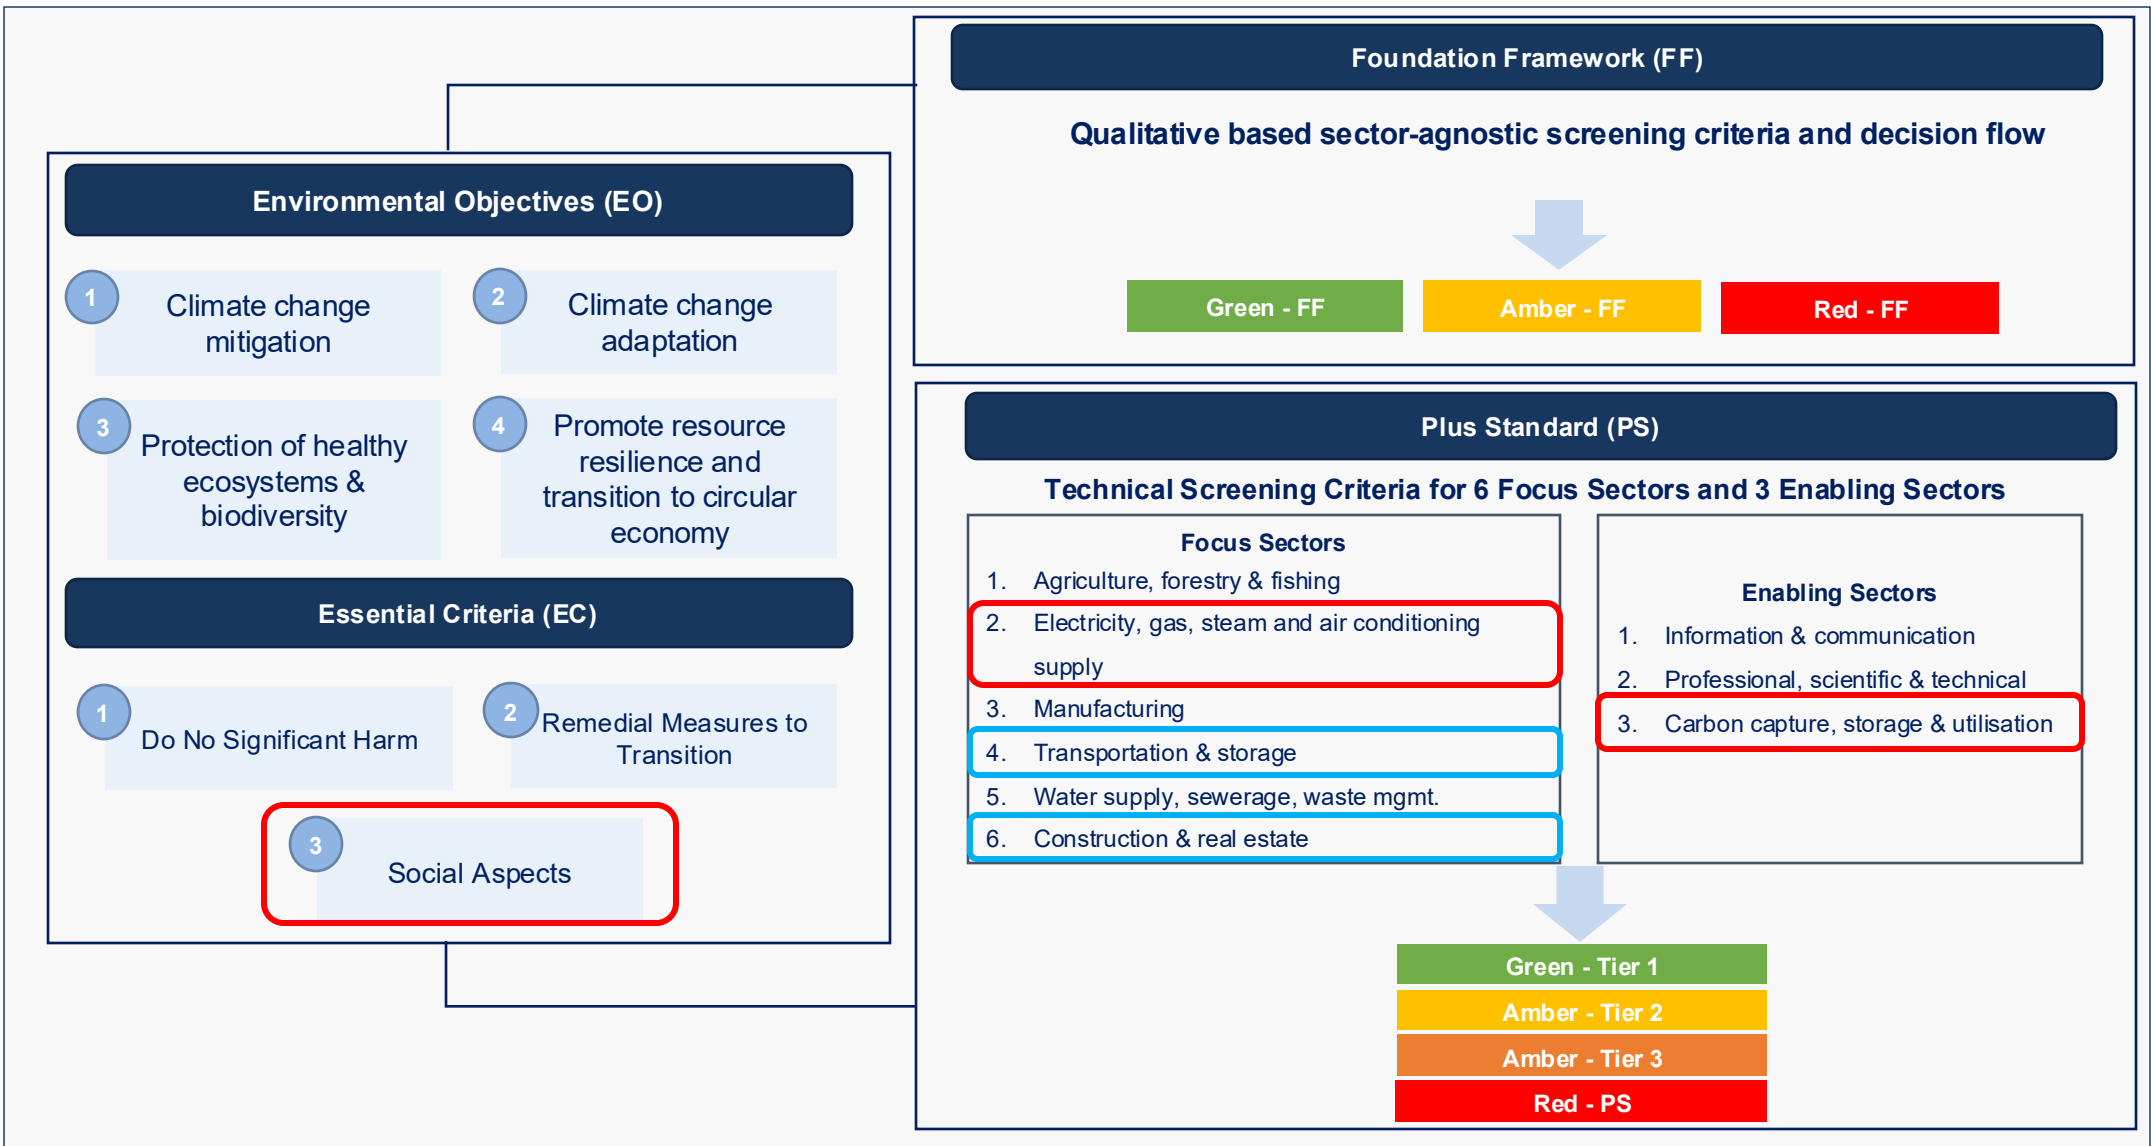 Foundation Framework (FF)
Qualitative based sector-agnostic screening criteria and decision flow
Green - FF
Amber - FF
Red - FF
Environmental Objectives (EO)
1
Climate change
mitigation
2
Climate change
adaptation
3
Protection of healthy
ecosystems &
biodiversity
4
Promote resource
resilience and
transition to circular
economy
Essential Criteria (EC)
1
Do No Significant Harm
2
Remedial Measures to
Transition
3
Social Aspects
Plus Standard (PS)
Technical Screening Criteria for 6 Focus Sectors and 3 Enabling Sectors
Focus Sectors
1. Agriculture, forestry & fishing
2. Electricity, gas, steam and air conditioning
supply
3. Manufacturing
4. Transportation & storage
5. Water supply, sewerage, waste mgmt.
6. Construction & real estate
Enabling Sectors
1. Information & communication
2. Professional, scientific & technical
3. Carbon capture, storage & utilisation
Green - Tier 1
Amber - Tier 2
Amber - Tier 3
Red - PS